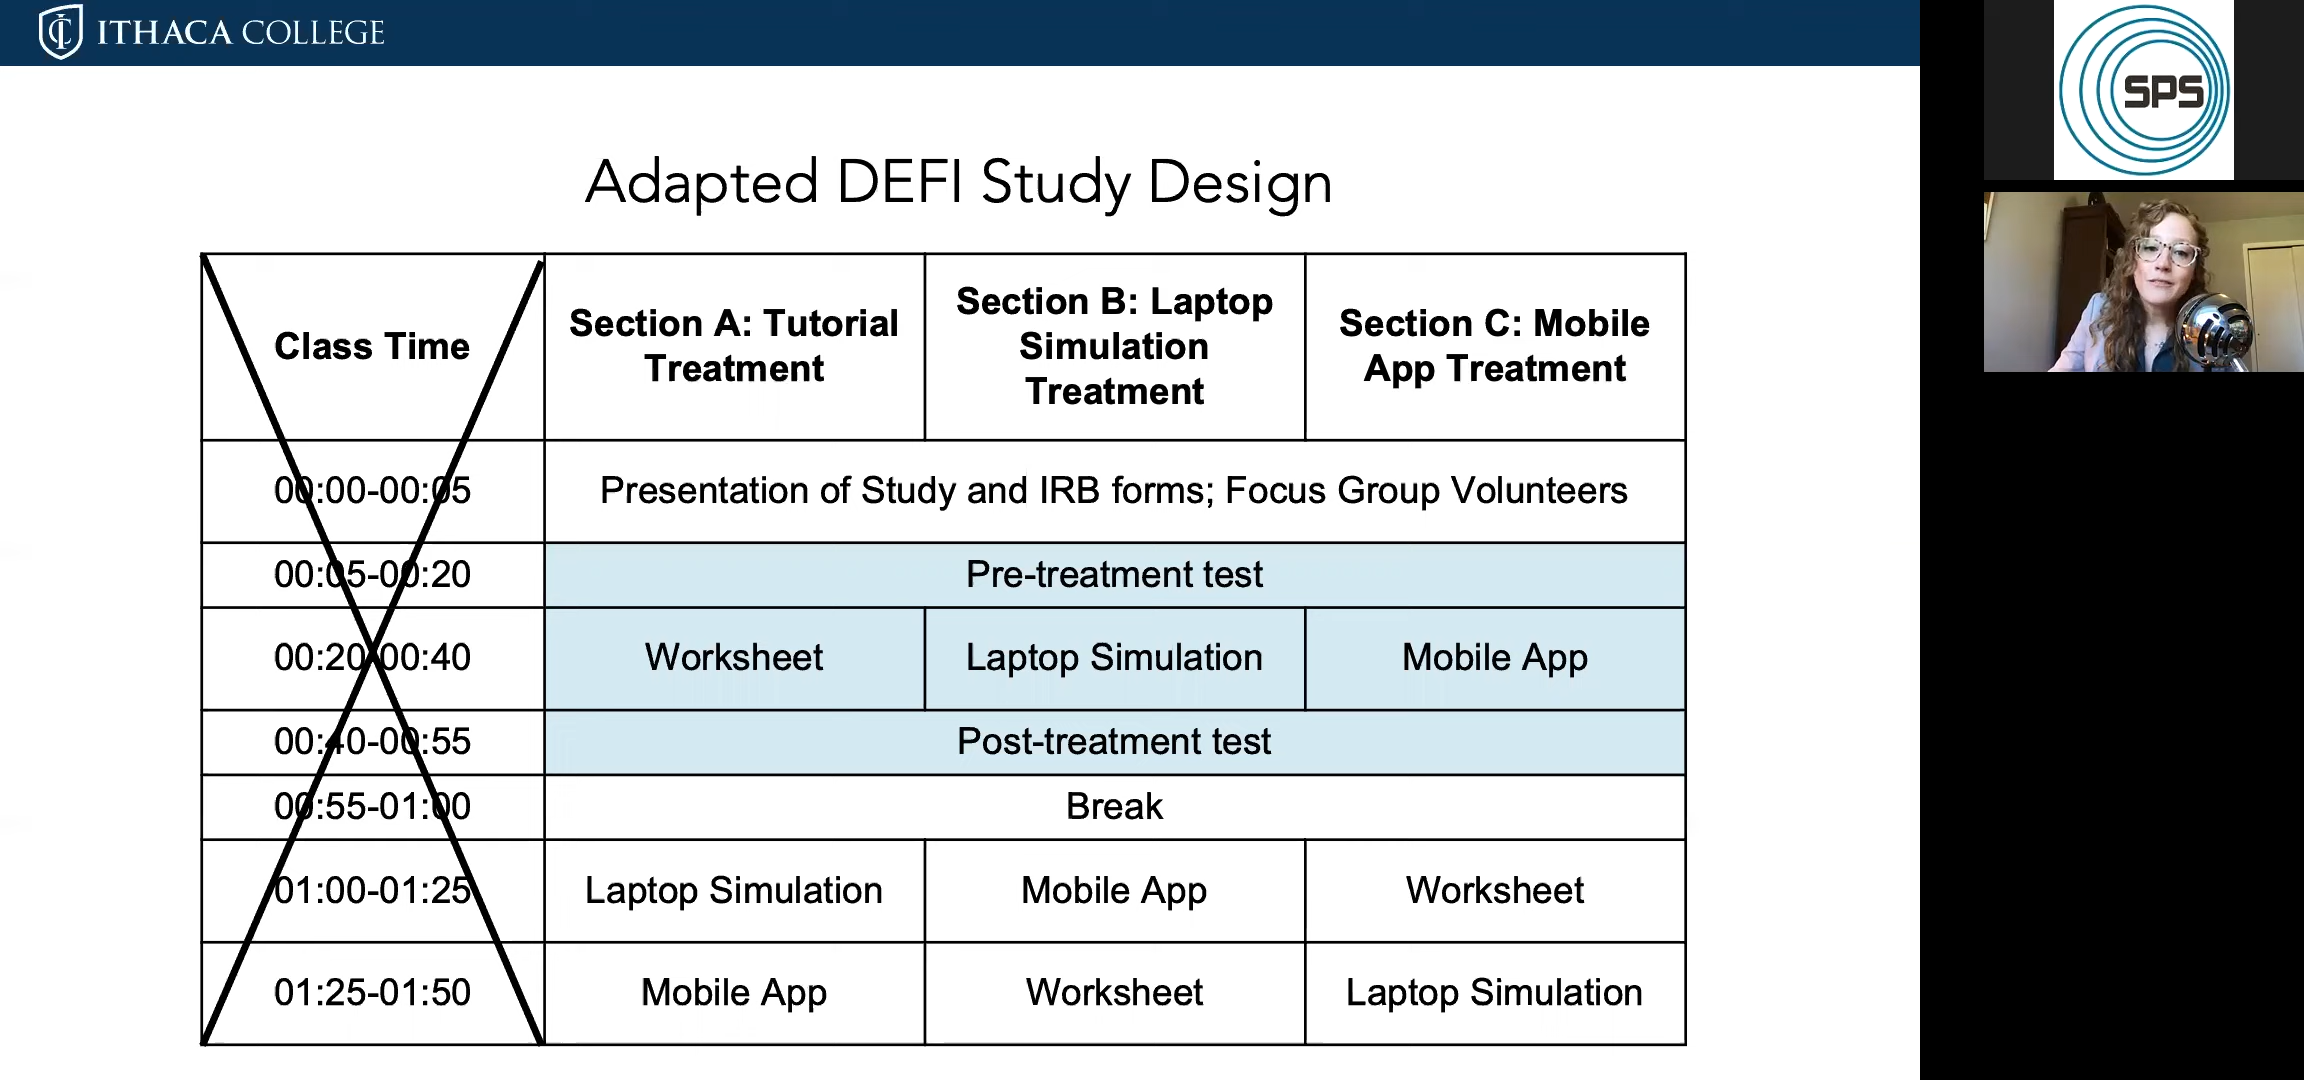 ITHACA COLLEGE
SPS
Adapted DEFI Study Design
Class Time
Section A: Tutorial
Treatment
Section B: Laptop
Simulation
Treatment
Section C: Mobile
App Treatment
00:00-00:05
Presentation of Study and IRB forms; Focus Group Volunteers
00:05-00:20
Pre-treatment test
00:20-00:40
Worksheet
Laptop Simulation
Mobile App
00:40-00:55
Post-treatment test
00:55-01:00
Break
01:00-01:25
Laptop Simulation
Mobile App
Worksheet
01:25-01:50
Mobile App
Worksheet
Laptop Simulation